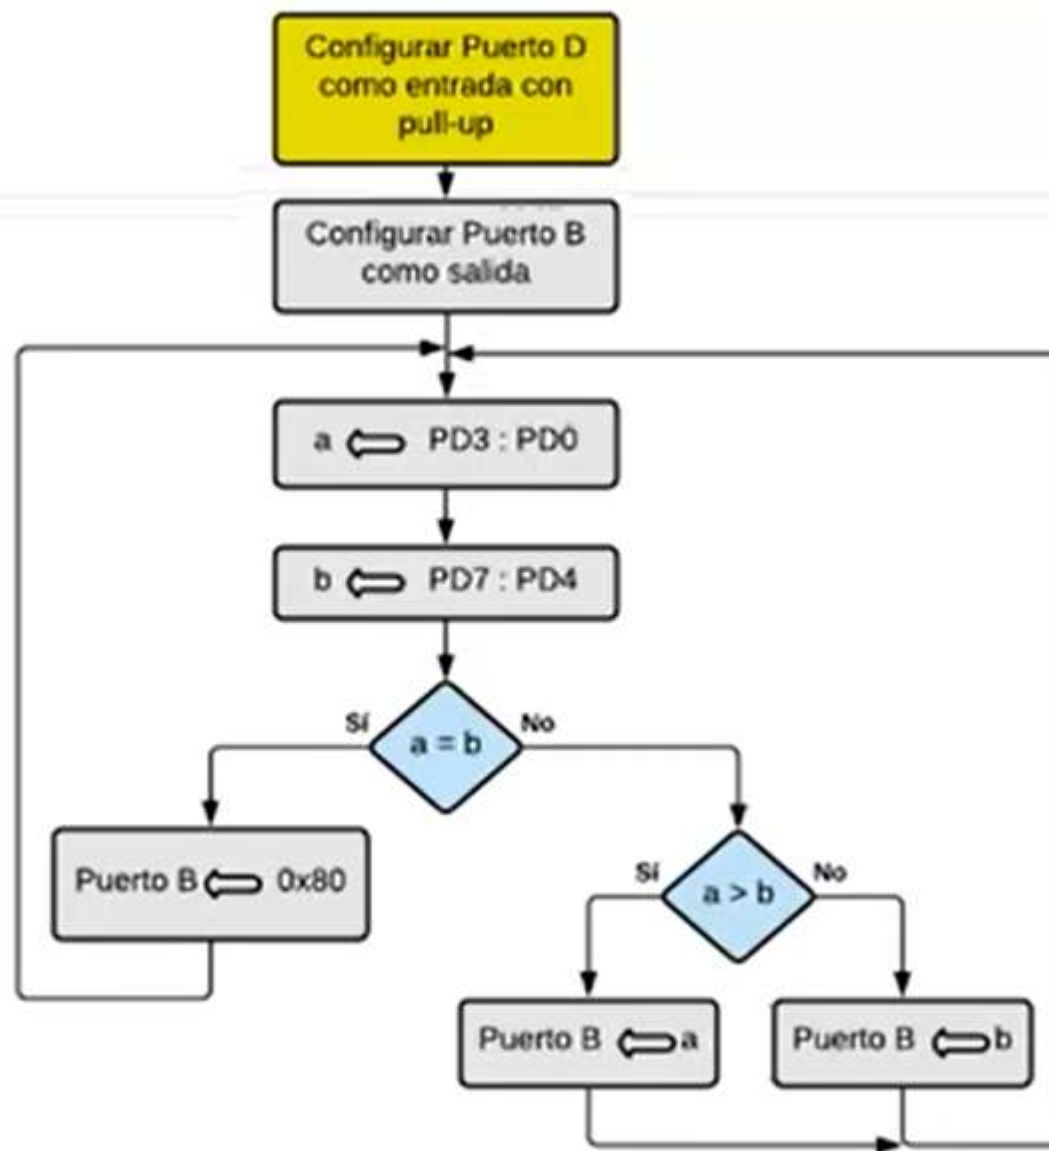 Configurar Puerto D
como entrada con
pull-up
Configurar Puerto B
como salida
a PD3 : PD0
b PD7 : PD4
Sí
a = b
No
Puerto B 0x80
Sí
a > b
No
Puerto B a
Puerto B b